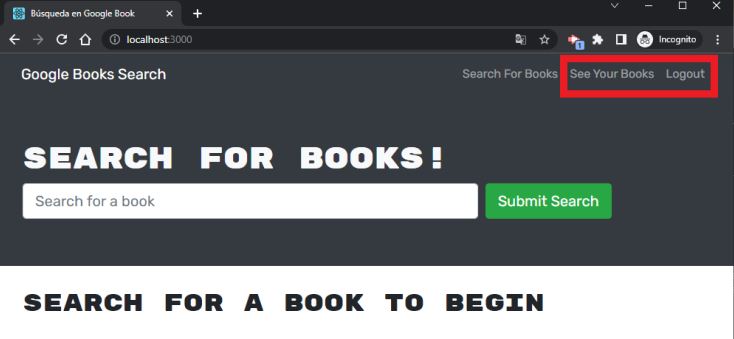 Búsqueda en Google Book
localhost:3000
1
Incognito
Google Books Search
Search For Books
See Your Books
Logout
SEARCH FOR BOOKS!
Search for a book
Submit Search
SEARCH FOR A BOOK TO BEGIN